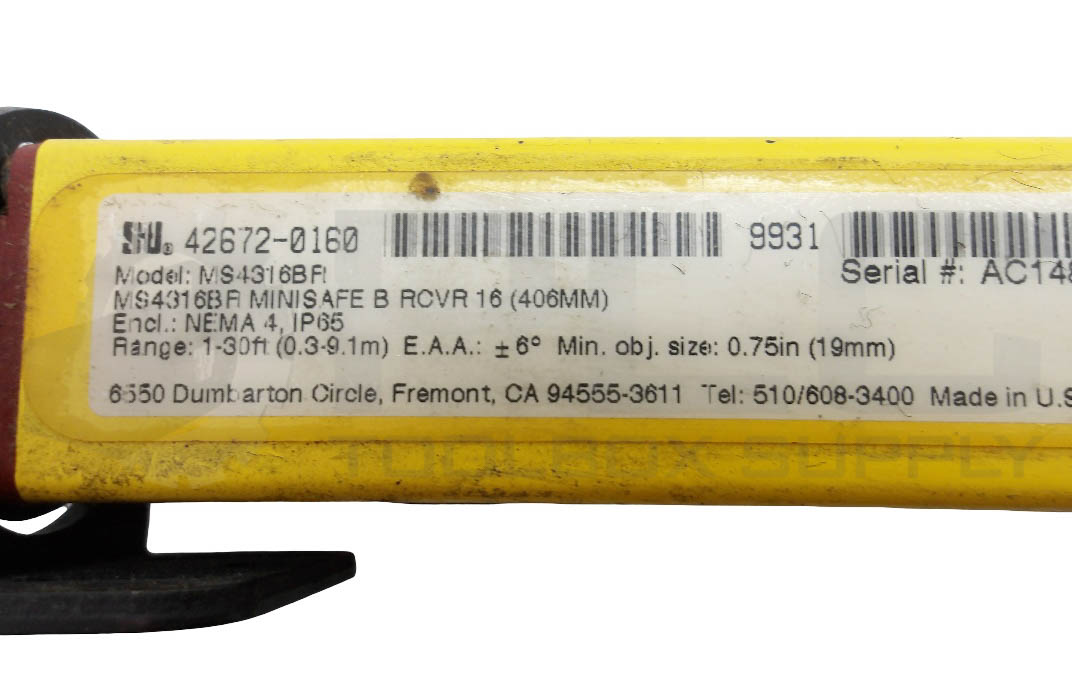 STI® 42672-0160 9931
Model: MS4316BR
Serial #: AC148
MS4316BR MINISAFE B RCVR 16 (406MM)
Encl.: NEMA 4, IP65
Range: 1-30ft (0.3-9.1m) E.A.A.: ±6° Min. obj. size: 0.75in (19mm)
6550 Dumbarton Circle, Fremont, CA 94555-3611 Tel: 510/608-3400 Made in U.S
TOOLBOX SUPPLY